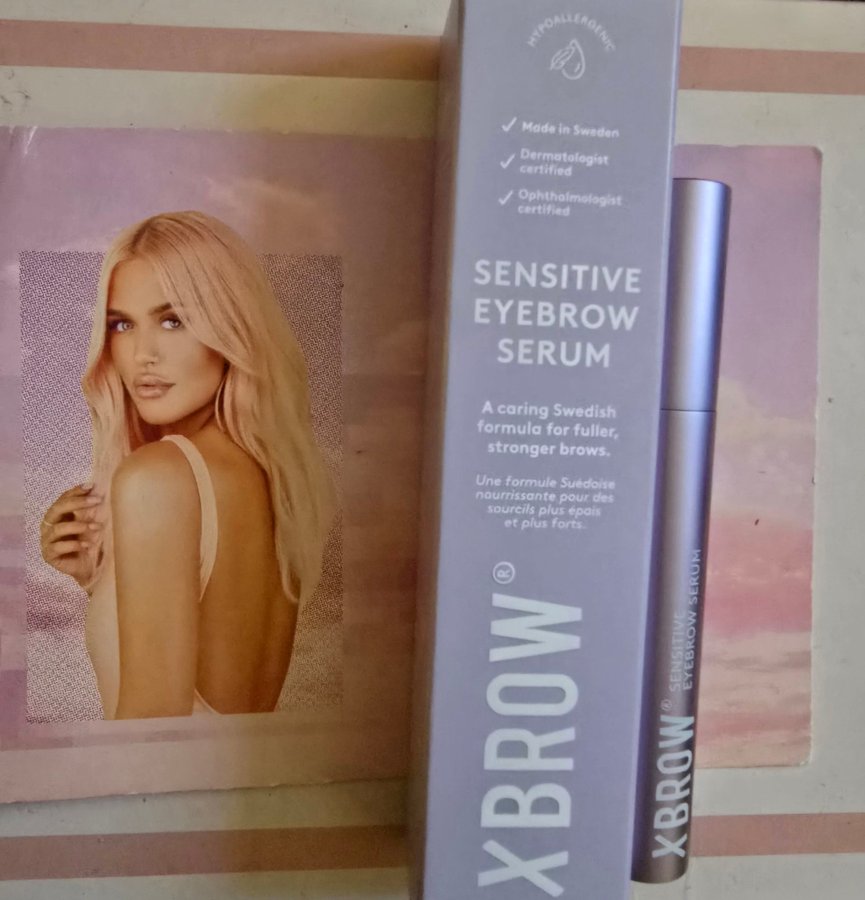 HYPOALLERGENIC
✓ Made in Sweden
✓ Dermatologist
certified
✓ Ophthalmologist
certified
SENSITIVE
EYEBROW
SERUM
A caring Swedish
formula for fuller,
stronger brows.
Une formule Suédoise
nourrissante pour des
sourcils plus épais
et plus forts.
XBROW®
XBROW®
SENSITIVE
EYEBROW SERUM